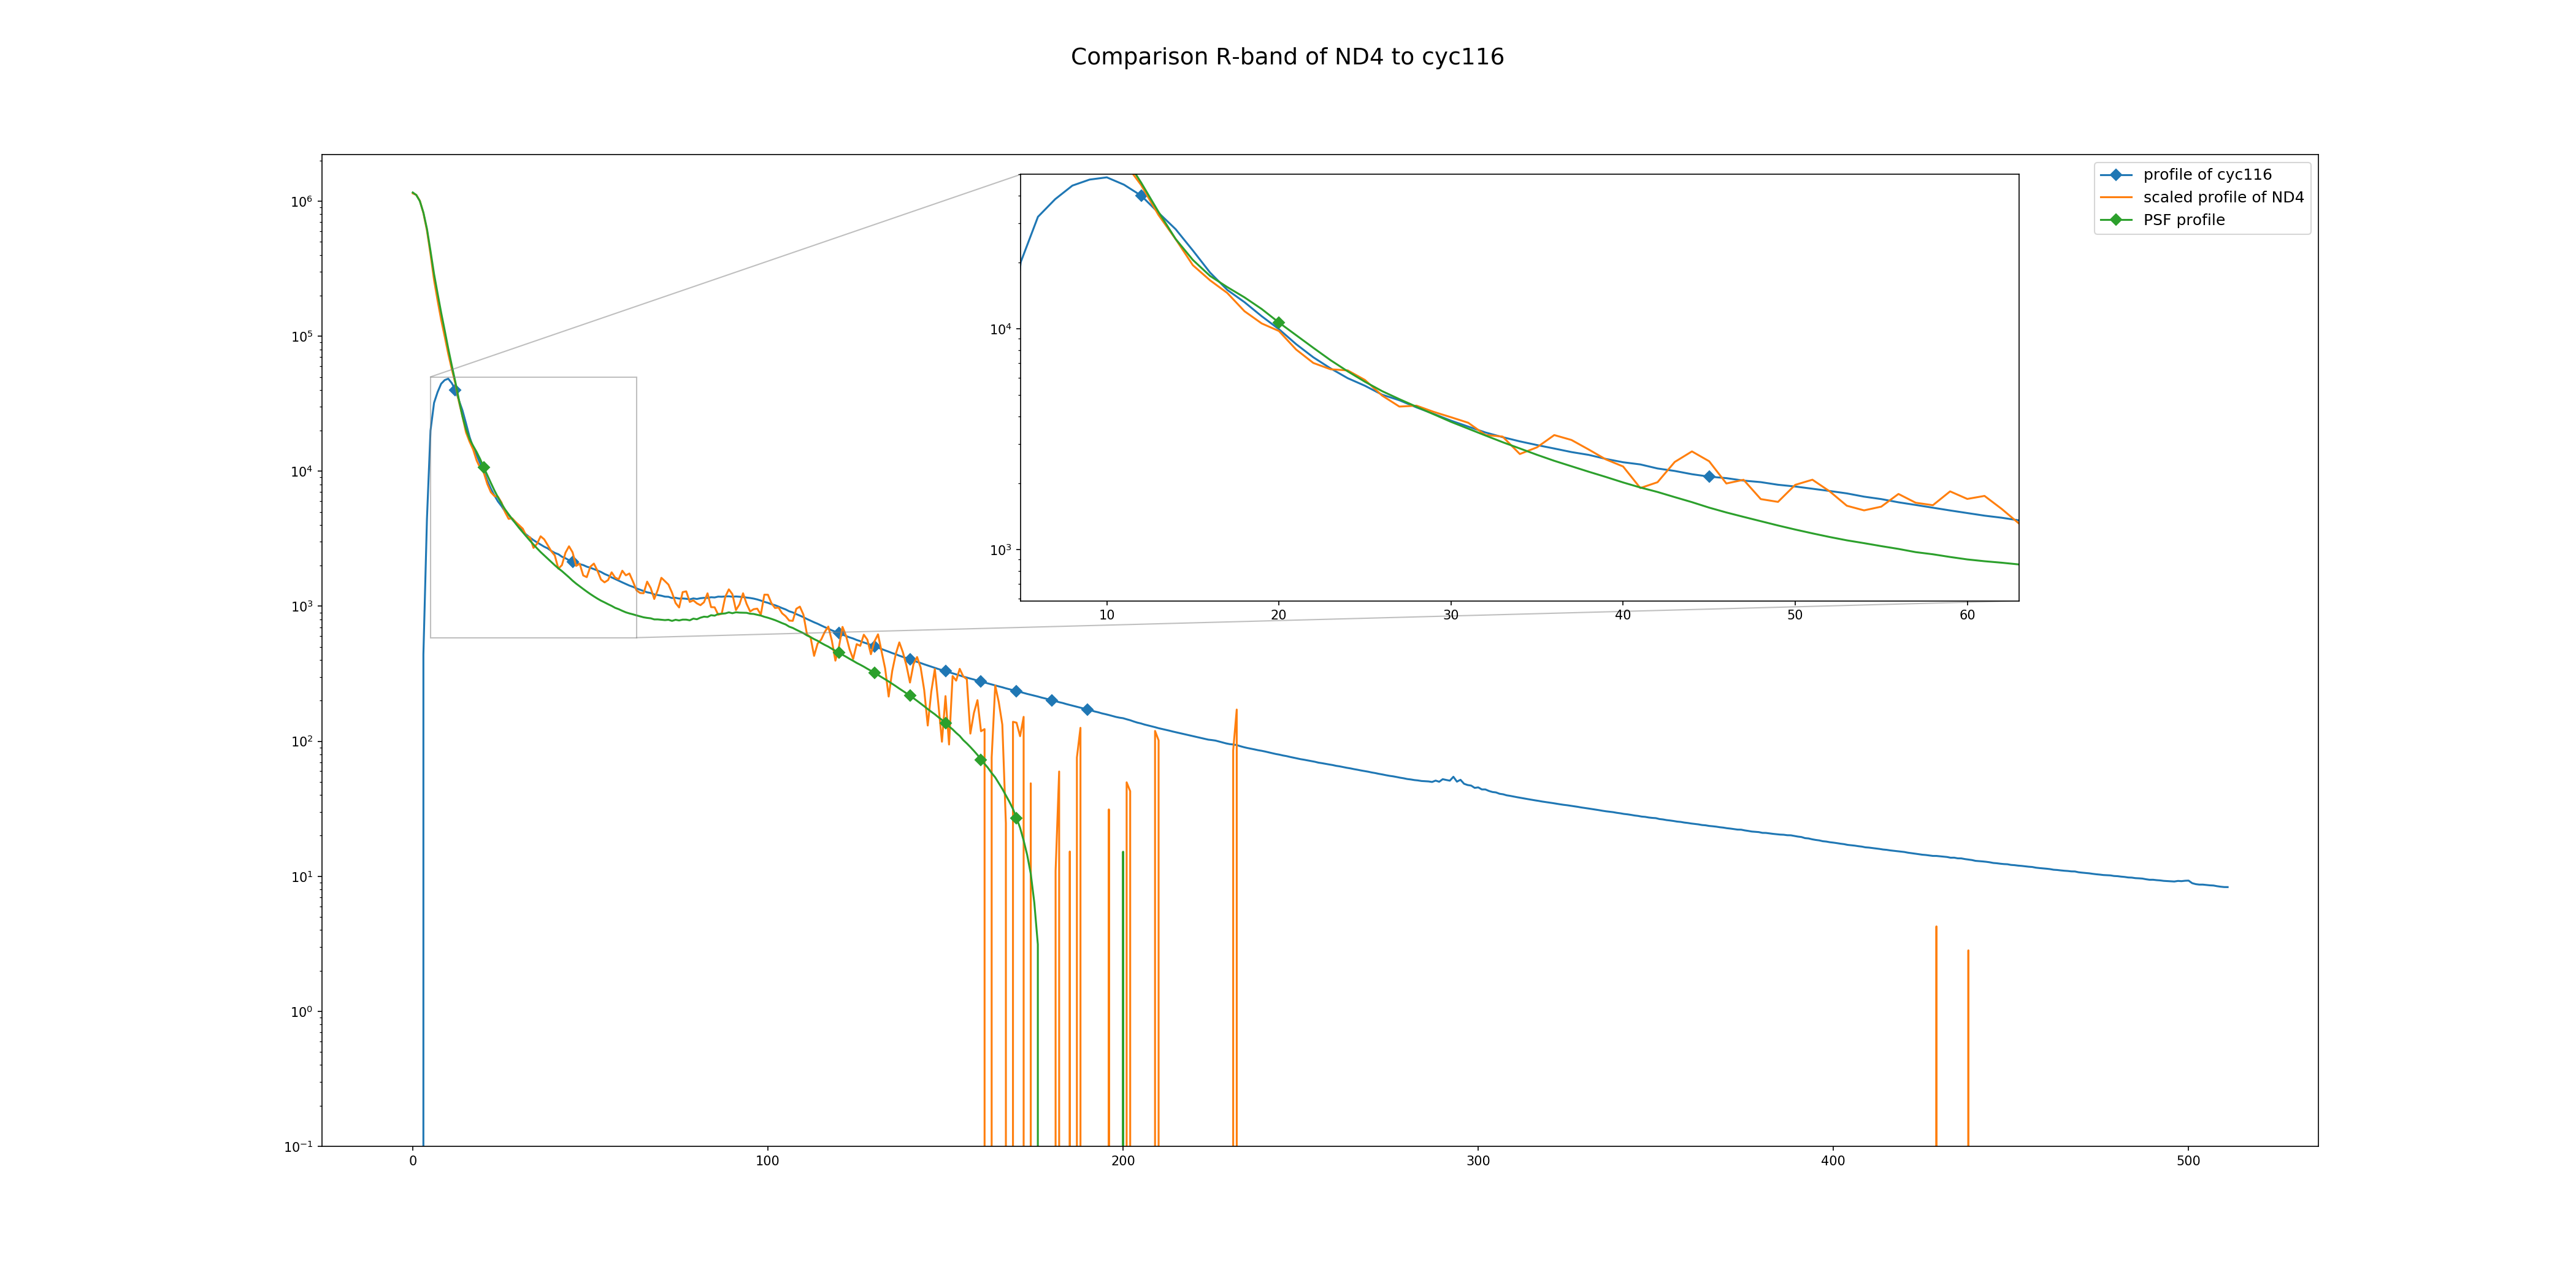 Comparison R-band of ND4 to cyc116
profile of cyc116
scaled profile of ND4
PSF profile
10⁶
10⁵
10⁴
10³
10²
10¹
10⁰
10⁻¹
10⁴
10³
10 20 30 40 50 60
0 100 200 300 400 500